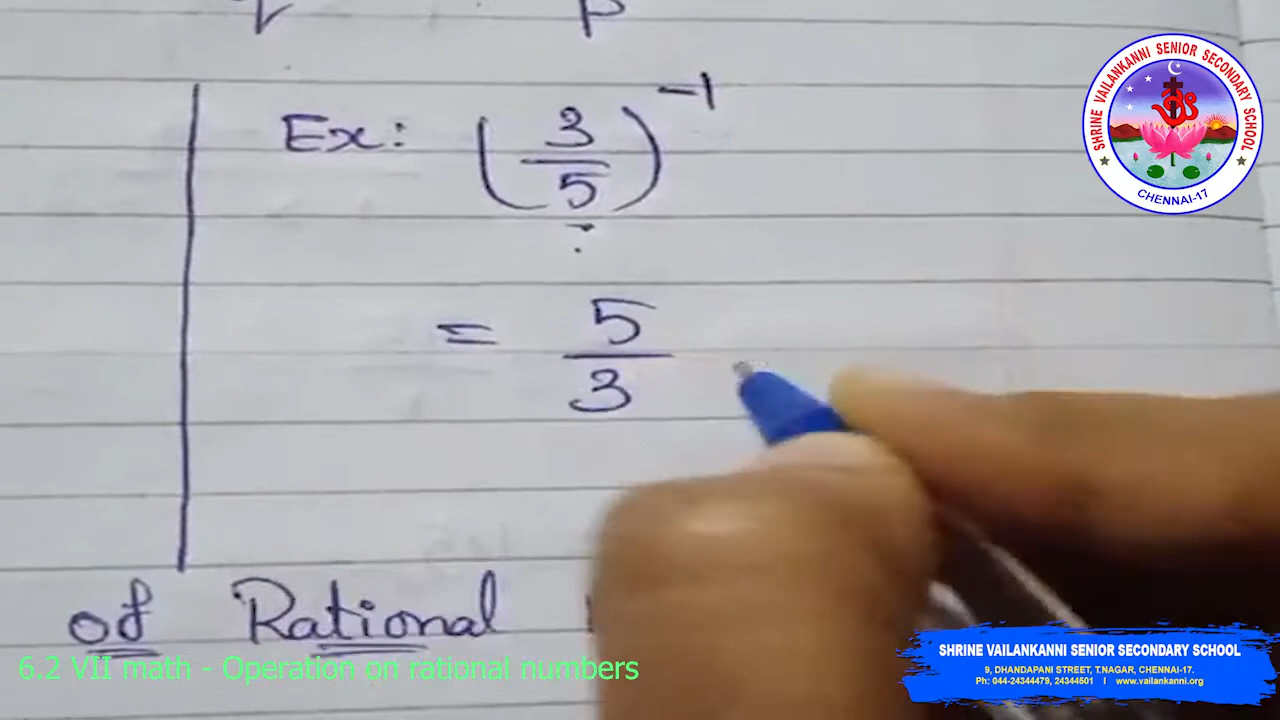 q p
Ex: (3/5)⁻¹
= 5/3
of Rational
6.2 VII math - Operation on rational numbers
SHRINE VAILANKANNI SENIOR SECONDARY SCHOOL
CHENNAI-17
SHRINE VAILANKANNI SENIOR SECONDARY SCHOOL
9, DHANDAPANI STREET, T.NAGAR, CHENNAI-17.
Ph: 044-24344479, 24344501 I www.vailankanni.org